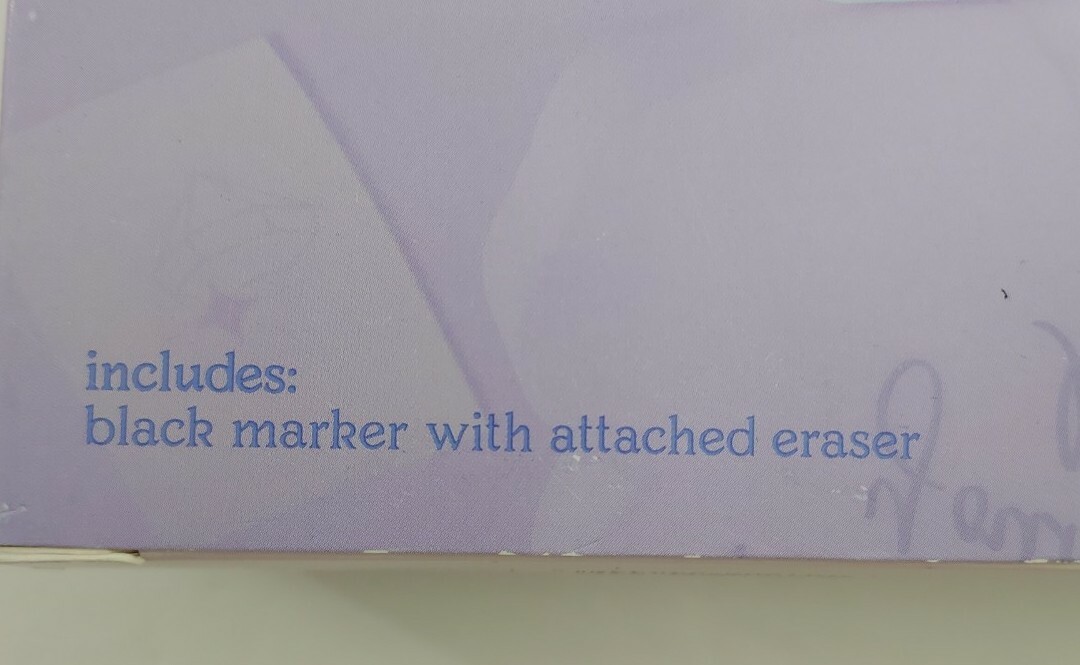 includes:
black marker with attached eraser